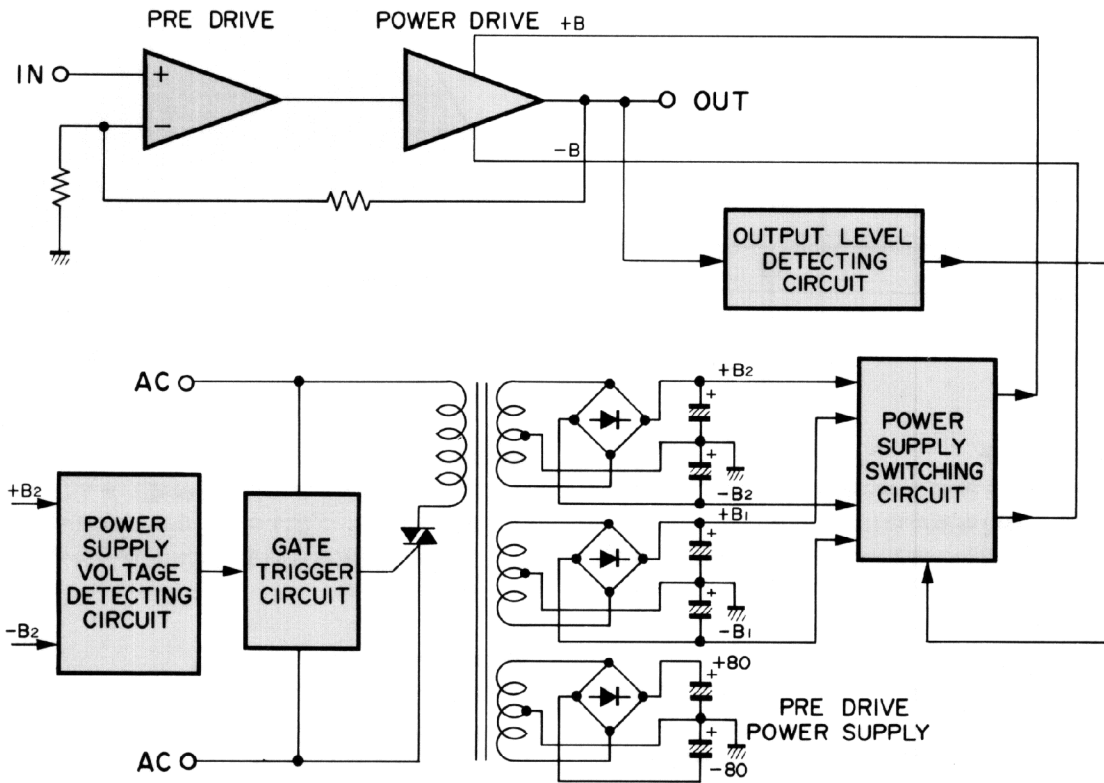 PRE DRIVE
POWER DRIVE
+B
IN
+
−
OUT
−B
OUTPUT LEVEL
DETECTING
CIRCUIT
AC
+B2
+
+
−B2
POWER
SUPPLY
SWITCHING
CIRCUIT
+B2
−B2
POWER
SUPPLY
VOLTAGE
DETECTING
CIRCUIT
GATE
TRIGGER
CIRCUIT
+B1
+
+
−B1
+80
+
+
−80
PRE DRIVE
POWER SUPPLY
AC